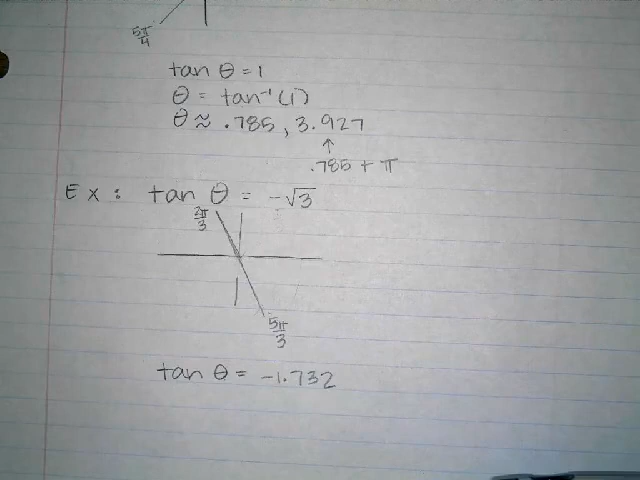 5π/4
tan θ = 1
θ = tan⁻¹(1)
θ ≈ .785, 3.927
↑
.785 + π
Ex: tan θ = -√3
2π/3
5π/3
tan θ = -1.732